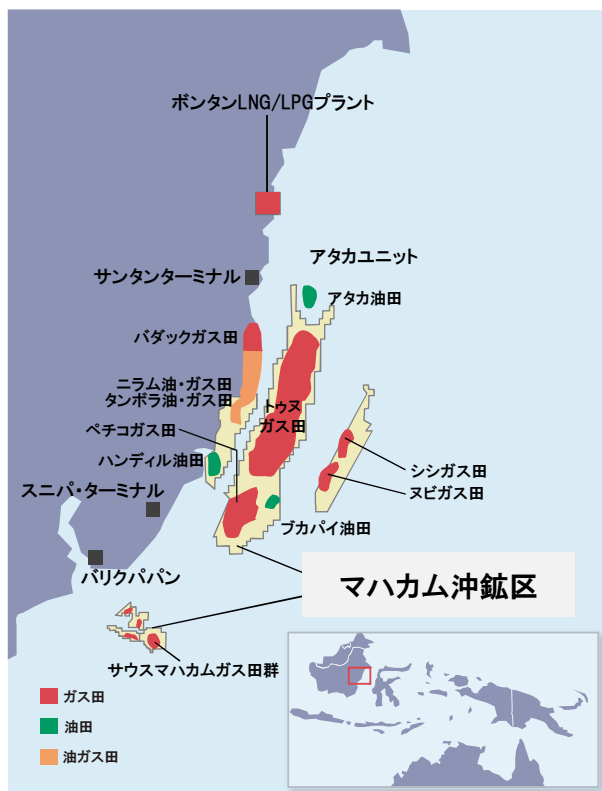 ボンタンLNG/LPGプラント
アタカユニット
サンタンターミナル
アタカ油田
バダックガス田
ニラム油・ガス田
タンボラ油・ガス田
トゥヌ
ガス田
ペチコガス田
ハンディル油田
シシガス田
ヌビガス田
スニパ・ターミナル
ブカパイ油田
バリクパパン
マハカム沖鉱区
サウスマハカムガス田群
ガス田
油田
油ガス田